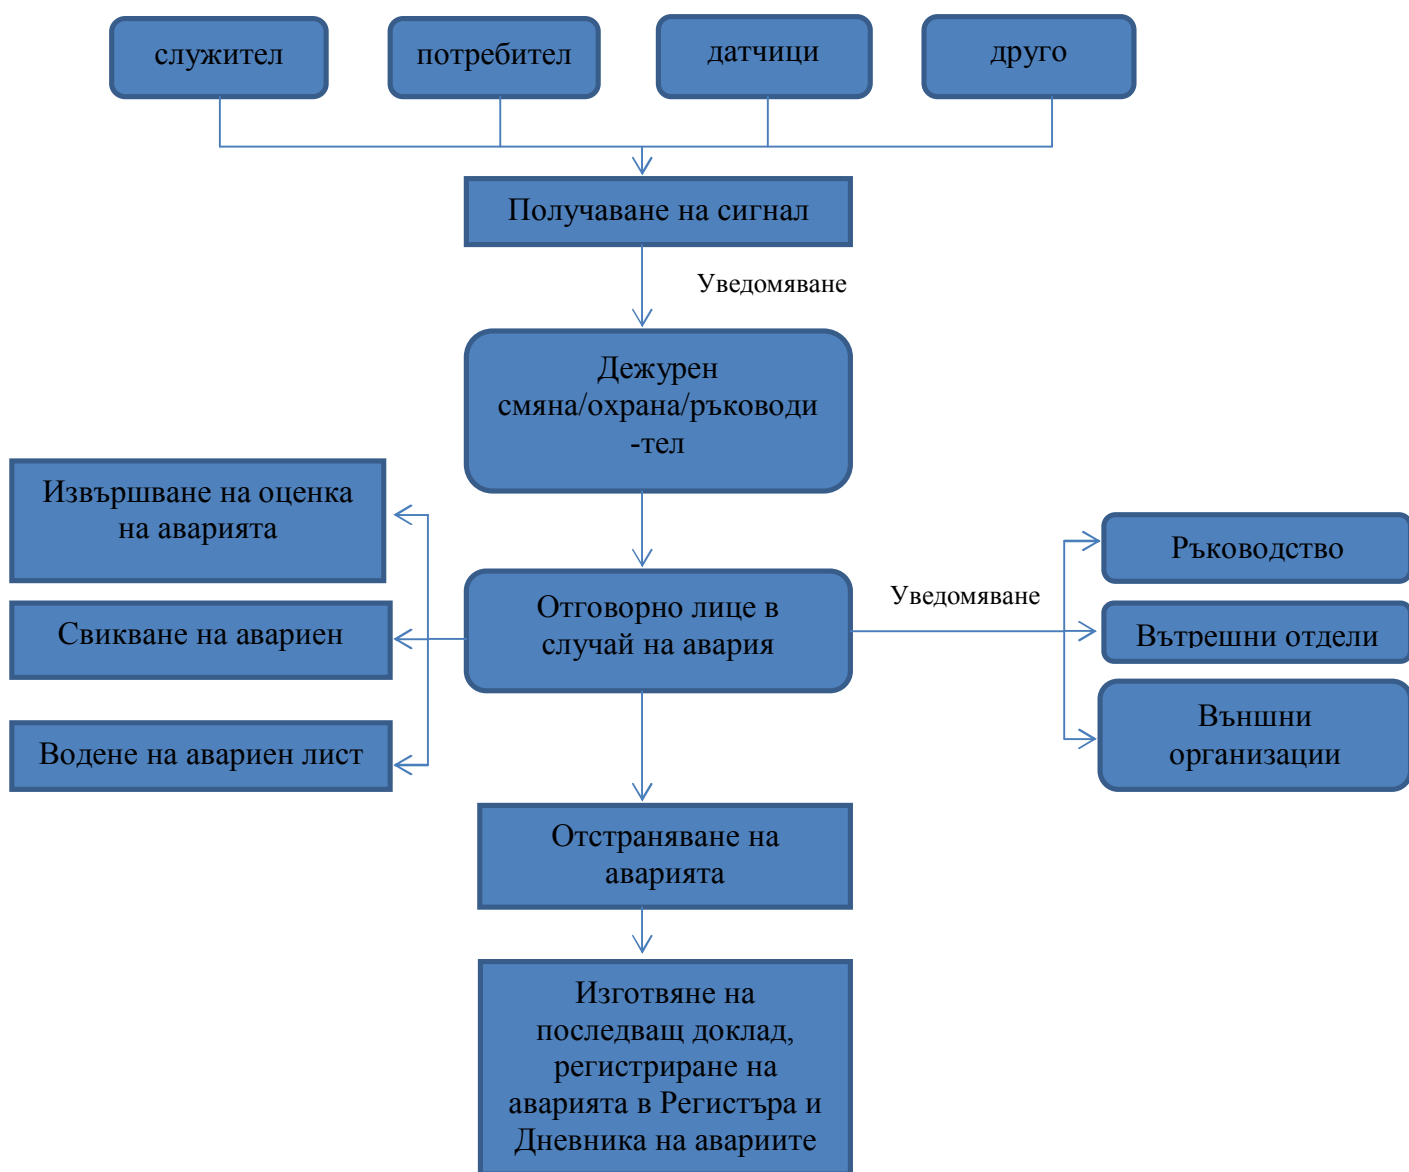 служител
потребител
датчици
друго
Получаване на сигнал
Уведомяване
Дежурен
смяна/охрана/ръководи
-тел
Извършване на оценка
на аварията
Свикване на авариен
Водене на авариен лист
Отговорно лице в
случай на авария
Уведомяване
Ръководство
Вътрешни отдели
Външни
организации
Отстраняване на
аварията
Изготвяне на
последващ доклад,
регистриране на
аварията в Регистъра и
Дневника на авариите